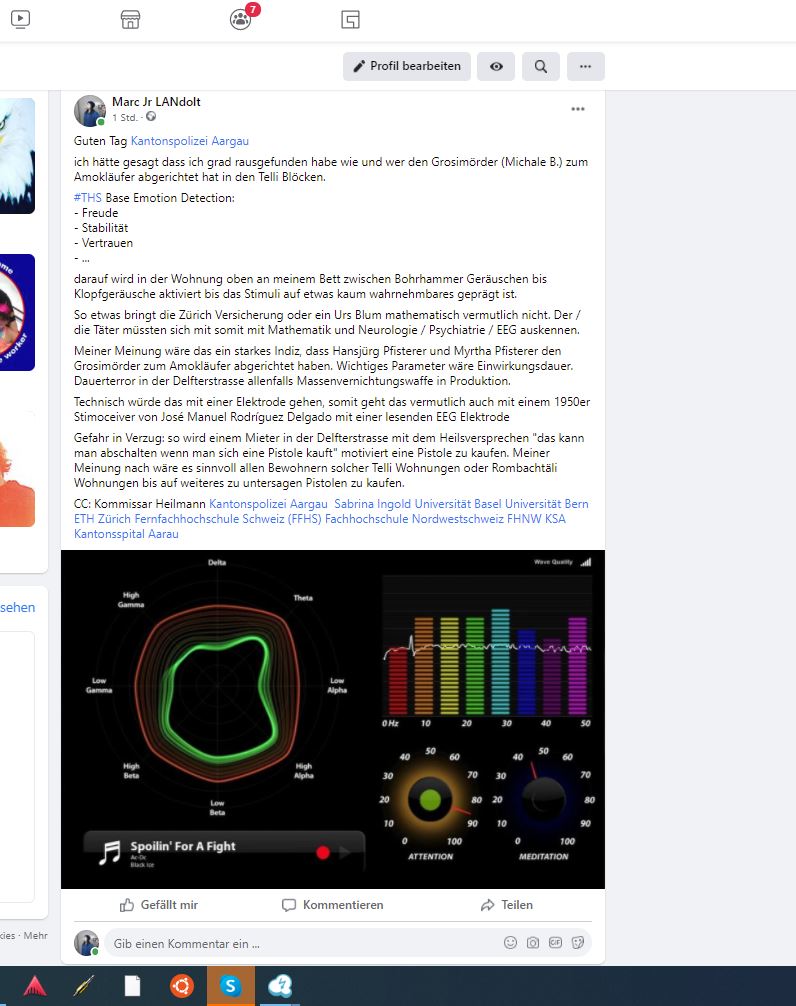 7
Profil bearbeiten
Marc Jr LANdolt
1 Std. ·
Guten Tag Kantonspolizei Aargau
ich hätte gesagt dass ich grad rausgefunden habe wie und wer den Grosimörder (Michale B.) zum
Amokläufer abgerichtet hat in den Telli Blöcken.
#THS Base Emotion Detection:
- Freude
- Stabilität
- Vertrauen
- ...
darauf wird in der Wohnung oben an meinem Bett zwischen Bohrhammer Geräuschen bis
Klopfgeräusche aktiviert bis das Stimuli auf etwas kaum wahrnehmbares geprägt ist.
So etwas bringt die Zürich Versicherung oder ein Urs Blum mathematisch vermutlich nicht. Der /
die Täter müssten sich mit somit mit Mathematik und Neurologie / Psychiatrie / EEG auskennen.
Meiner Meinung wäre das ein starkes Indiz, dass Hansjürg Pfisterer und Myrtha Pfisterer den
Grosimörder zum Amokläufer abgerichtet haben. Wichtiges Parameter wäre Einwirkungsdauer.
Dauerterror in der Delfterstrasse allenfalls Massenvernichtungswaffe in Produktion.
Technisch würde das mit einer Elektrode gehen, somit geht das vermutlich auch mit einem 1950er
Stimoceiver von José Manuel Rodríguez Delgado mit einer lesenden EEG Elektrode
Gefahr in Verzug: so wird einem Mieter in der Delfterstrasse mit dem Heilsversprechen "das kann
man abschalten wenn man sich eine Pistole kauft" motiviert eine Pistole zu kaufen. Meiner
Meinung nach wäre es sinnvoll allen Bewohnern solcher Telli Wohnungen oder Rombachtäli
Wohnungen bis auf weiteres zu untersagen Pistolen zu kaufen.
CC: Kommissar Heilmann Kantonspolizei Aargau Sabrina Ingold Universität Basel Universität Bern
ETH Zürich Fernfachhochschule Schweiz (FFHS) Fachhochschule Nordwestschweiz FHNW KSA
Kantonsspital Aarau
me
worker
sehen
kies · Mehr
Delta
Theta
Low
Alpha
High
Alpha
Low
Beta
High
Beta
Low
Gamma
High
Gamma
Wave Quality
0 Hz 10 20 30 40 50
0 10 20 30 40 50 60 70 80 90 100
ATTENTION
0 10 20 30 40 50 60 70 80 90 100
MEDITATION
Spoilin' For A Fight
Ac-Dc
Black Ice
Gefällt mir
Kommentieren
Teilen
Gib einen Kommentar ein ...
GIF
S